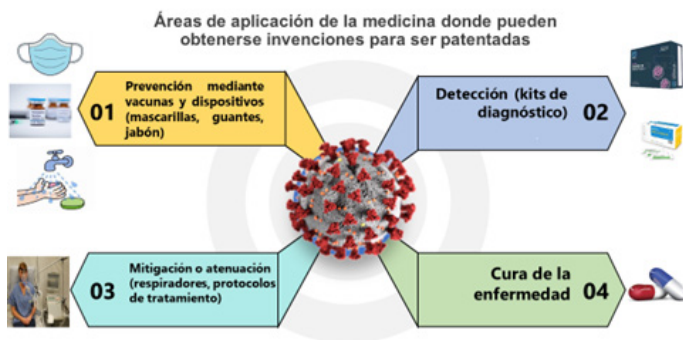 Áreas de aplicación de la medicina donde pueden
obtenerse invenciones para ser patentadas
01
Prevención mediante
vacunas y dispositivos
(mascarillas, guantes,
jabón)
Detección (kits de
diagnóstico)
02
03
Mitigación o atenuación
(respiradores, protocolos
de tratamiento)
Cura de la
enfermedad
04